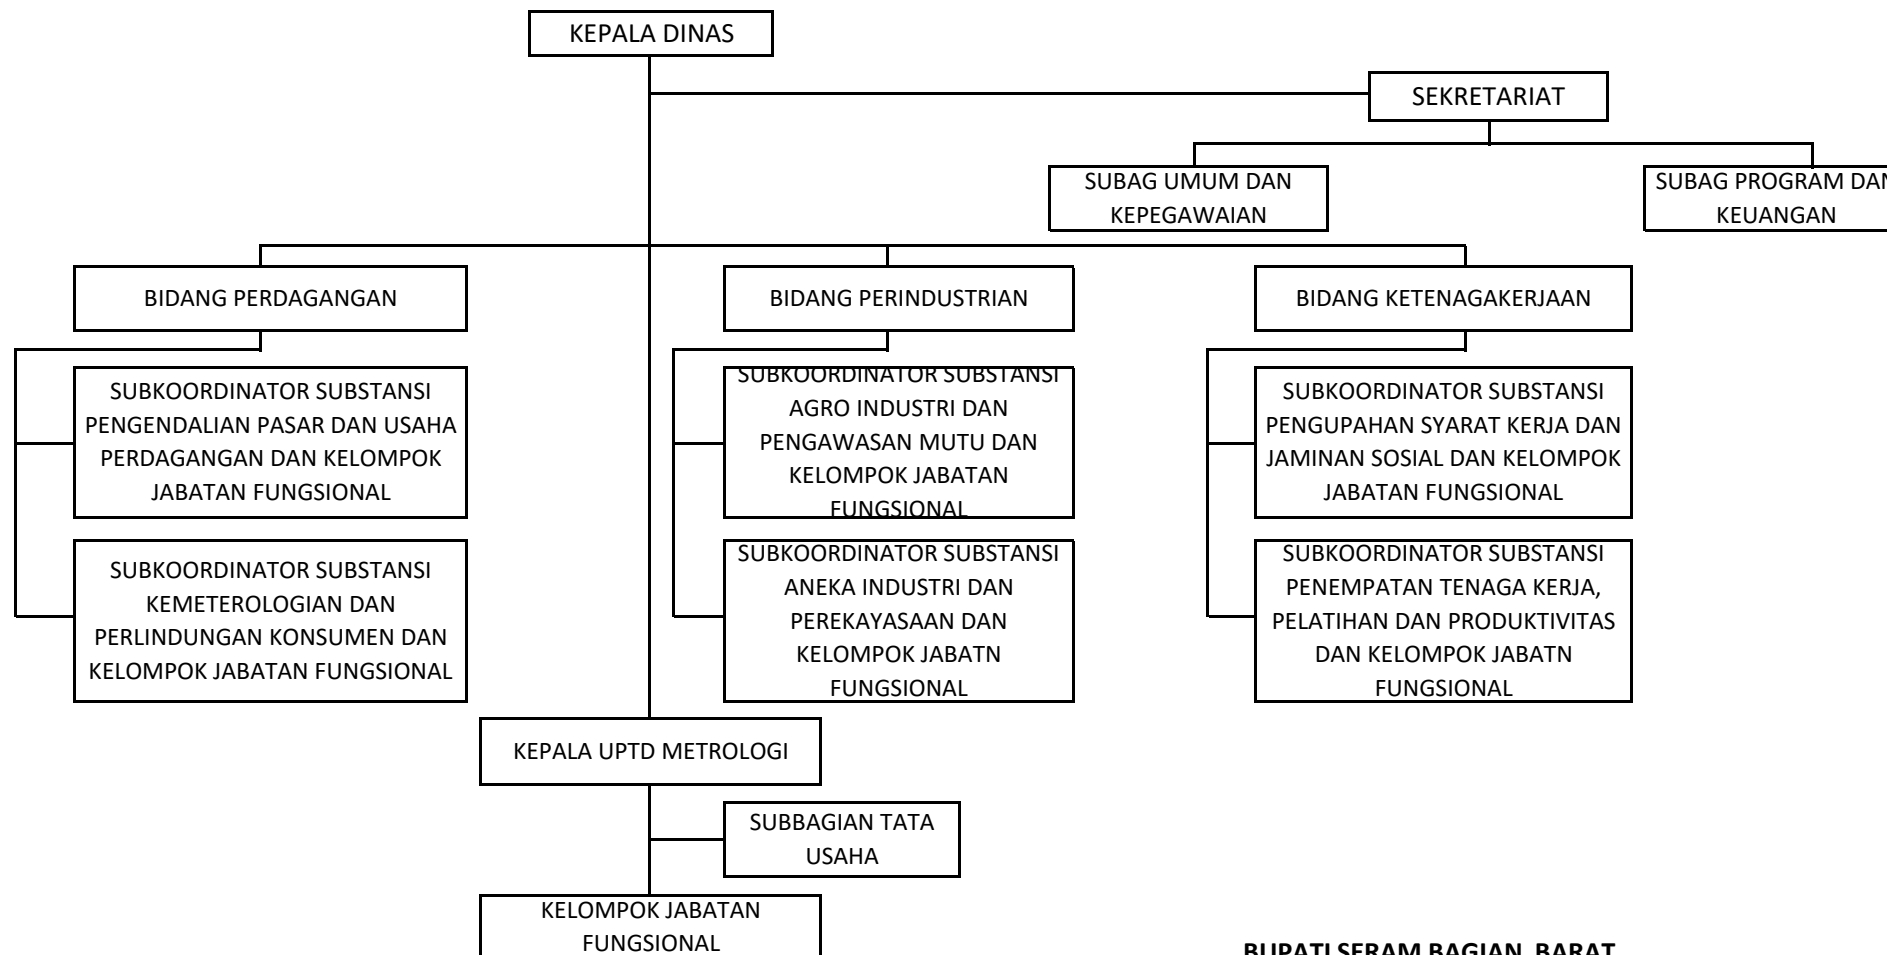 KEPALA DINAS
SEKRETARIAT
SUBAG UMUM DAN
KEPEGAWAIAN
SUBAG PROGRAM DAN
KEUANGAN
BIDANG PERDAGANGAN
BIDANG PERINDUSTRIAN
BIDANG KETENAGAKERJAAN
SUBKOORDINATOR SUBSTANSI
PENGENDALIAN PASAR DAN USAHA
PERDAGANGAN DAN KELOMPOK
JABATAN FUNGSIONAL
SUBKOORDINATOR SUBSTANSI
AGRO INDUSTRI DAN
PENGAWASAN MUTU DAN
KELOMPOK JABATAN
FUNGSIONAL
SUBKOORDINATOR SUBSTANSI
PENGUPAHAN SYARAT KERJA DAN
JAMINAN SOSIAL DAN KELOMPOK
JABATAN FUNGSIONAL
SUBKOORDINATOR SUBSTANSI
KEMETEROLOGIAN DAN
PERLINDUNGAN KONSUMEN DAN
KELOMPOK JABATAN FUNGSIONAL
SUBKOORDINATOR SUBSTANSI
ANEKA INDUSTRI DAN
PEREKAYASAAN DAN
KELOMPOK JABATN
FUNGSIONAL
SUBKOORDINATOR SUBSTANSI
PENEMPATAN TENAGA KERJA,
PELATIHAN DAN PRODUKTIVITAS
DAN KELOMPOK JABATN
FUNGSIONAL
KEPALA UPTD METROLOGI
SUBBAGIAN TATA
USAHA
KELOMPOK JABATAN
FUNGSIONAL
BUPATI SERAM BAGIAN BARAT